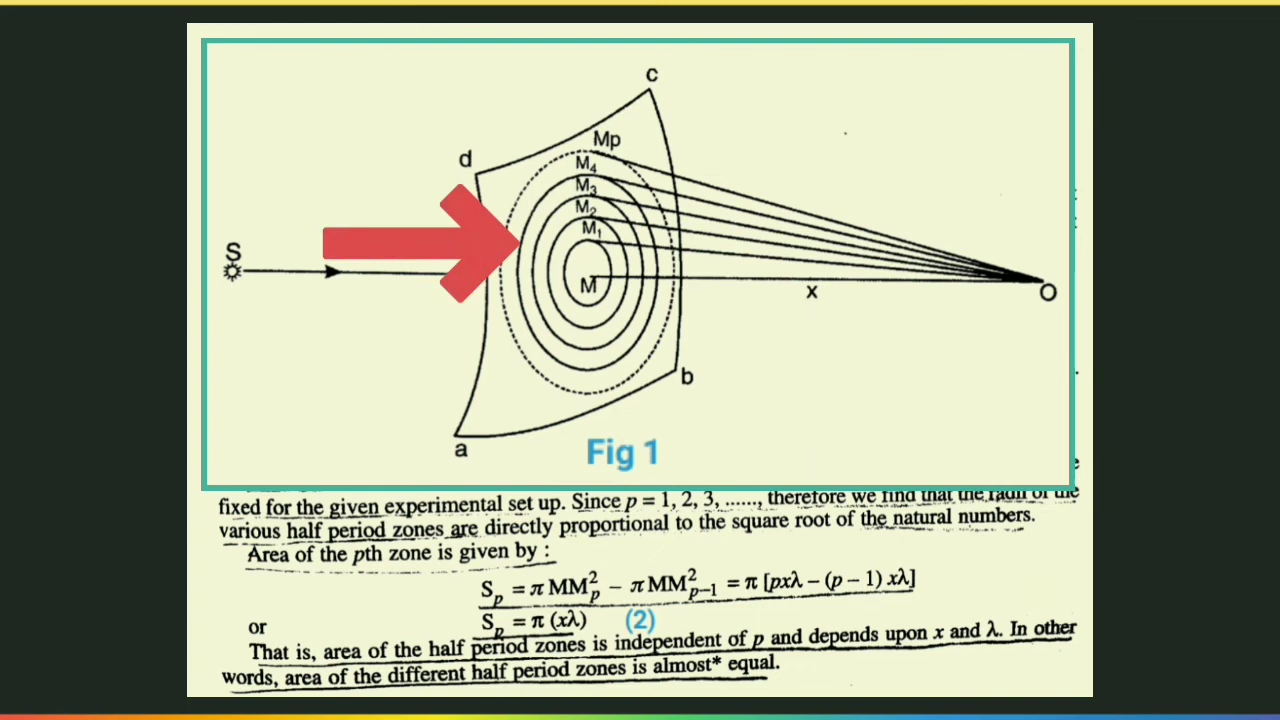 c
d
Mp
M₄
M₃
M₂
M₁
S
M
x
O
b
a
Fig 1
fixed for the given experimental set up. Since p = 1, 2, 3, ......, therefore we find that the radii of the
various half period zones are directly proportional to the square root of the natural numbers.
Area of the pth zone is given by :
Sₚ = π MM²ₚ − π MM²ₚ₋₁ = π [pxλ − (p − 1) xλ]
or Sₚ = π (xλ) (2)
That is, area of the half period zones is independent of p and depends upon x and λ. In other
words, area of the different half period zones is almost* equal.